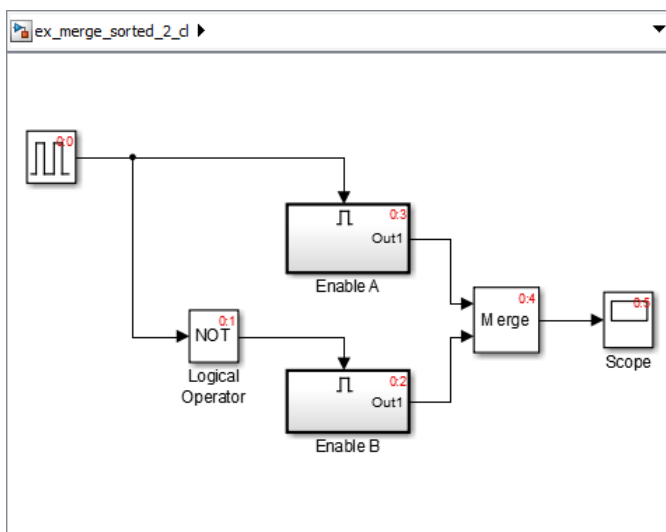 ex_merge_sorted_2_cl
0:0
0:3
Out1
Enable A
0:1
NOT
Logical
Operator
0:2
Out1
Enable B
0:4
Merge
0:5
Scope